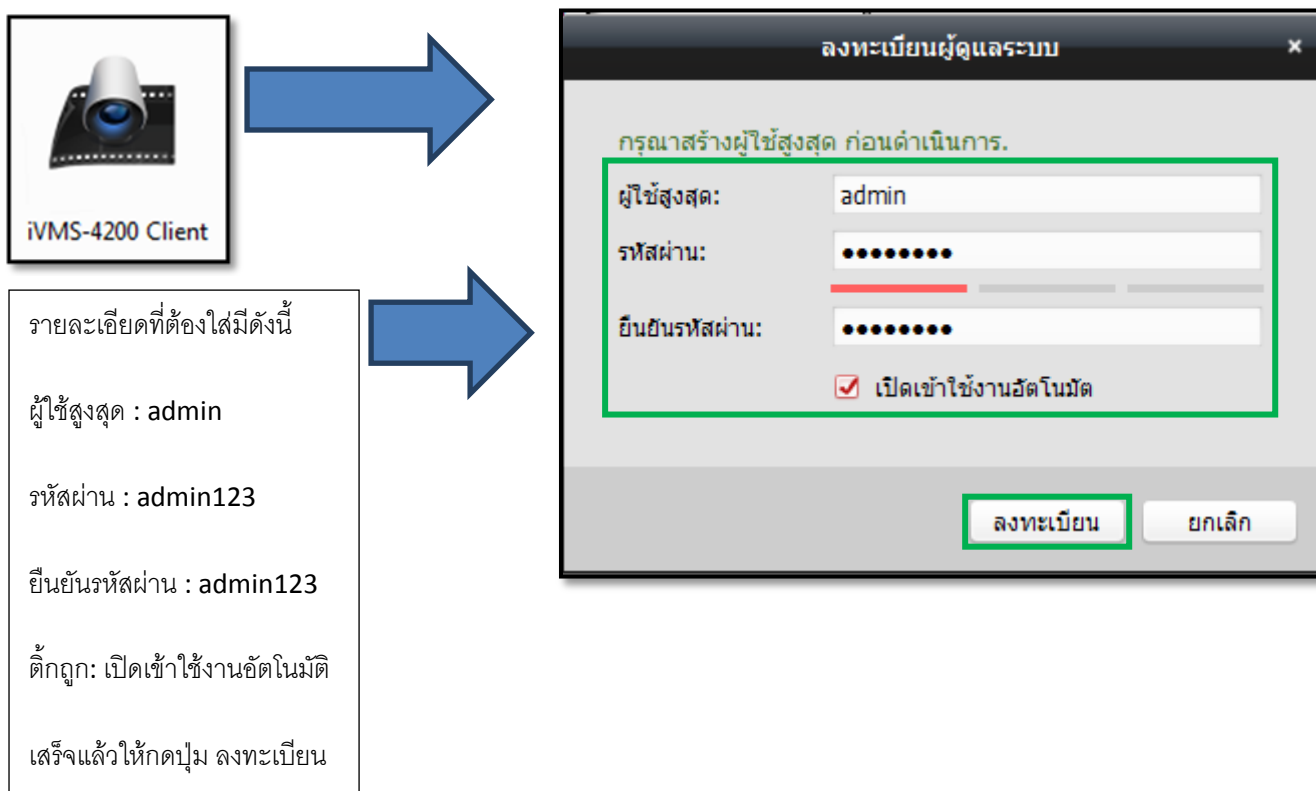 iVMS-4200 Client
รายละเอียดที่ต้องใส่มีดังนี้
ผู้ใช้สูงสุด : admin
รหัสผ่าน : admin123
ยืนยันรหัสผ่าน : admin123
ติ้กถูก: เปิดเข้าใช้งานอัตโนมัติ
เสร็จแล้วให้กดปุ่ม ลงทะเบียน
ลงทะเบียนผู้ดูแลระบบ
กรุณาสร้างผู้ใช้สูงสุด ก่อนดำเนินการ.
ผู้ใช้สูงสุด: admin
รหัสผ่าน: ●●●●●●●●
ยืนยันรหัสผ่าน: ●●●●●●●●
เปิดเข้าใช้งานอัตโนมัต
ลงทะเบียน ยกเลิก